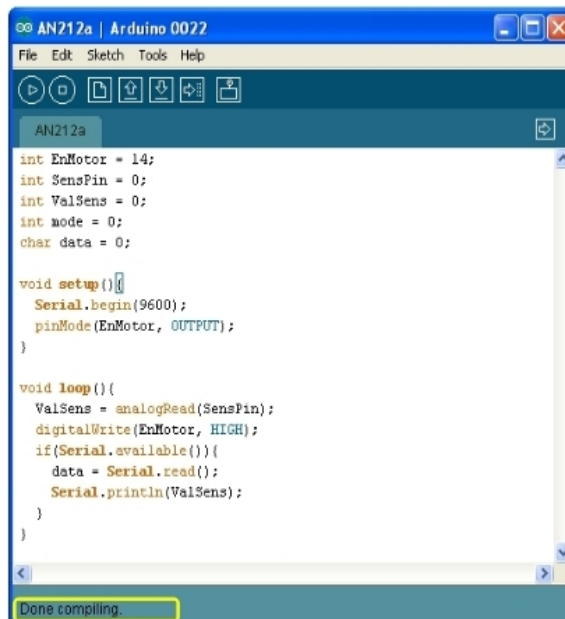 AN212a | Arduino 0022
File Edit Sketch Tools Help
AN212a
int EnMotor = 14;
int SensPin = 0;
int ValSens = 0;
int mode = 0;
char data = 0;
void setup(){
Serial.begin(9600);
pinMode(EnMotor, OUTPUT);
}
void loop(){
ValSens = analogRead(SensPin);
digitalWrite(EnMotor, HIGH);
if(Serial.available()){
data = Serial.read();
Serial.println(ValSens);
}
}
Done compiling.